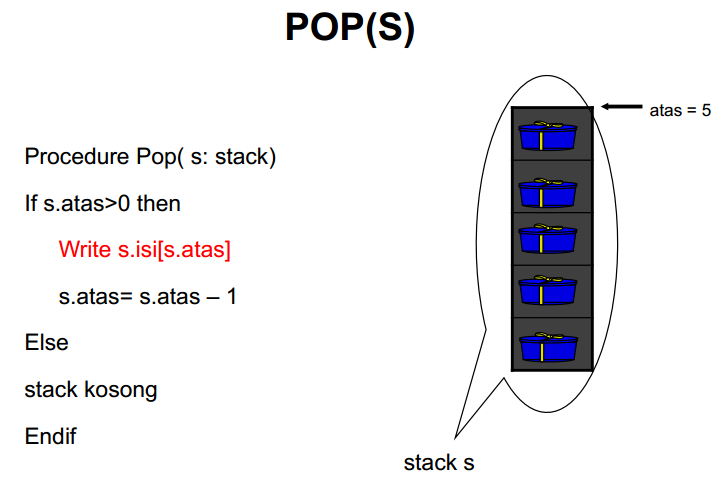 POP(S)
atas = 5
Procedure Pop( s: stack)
If s.atas>0 then
Write s.isi[s.atas]
s.atas= s.atas – 1
Else
stack kosong
Endif
stack s